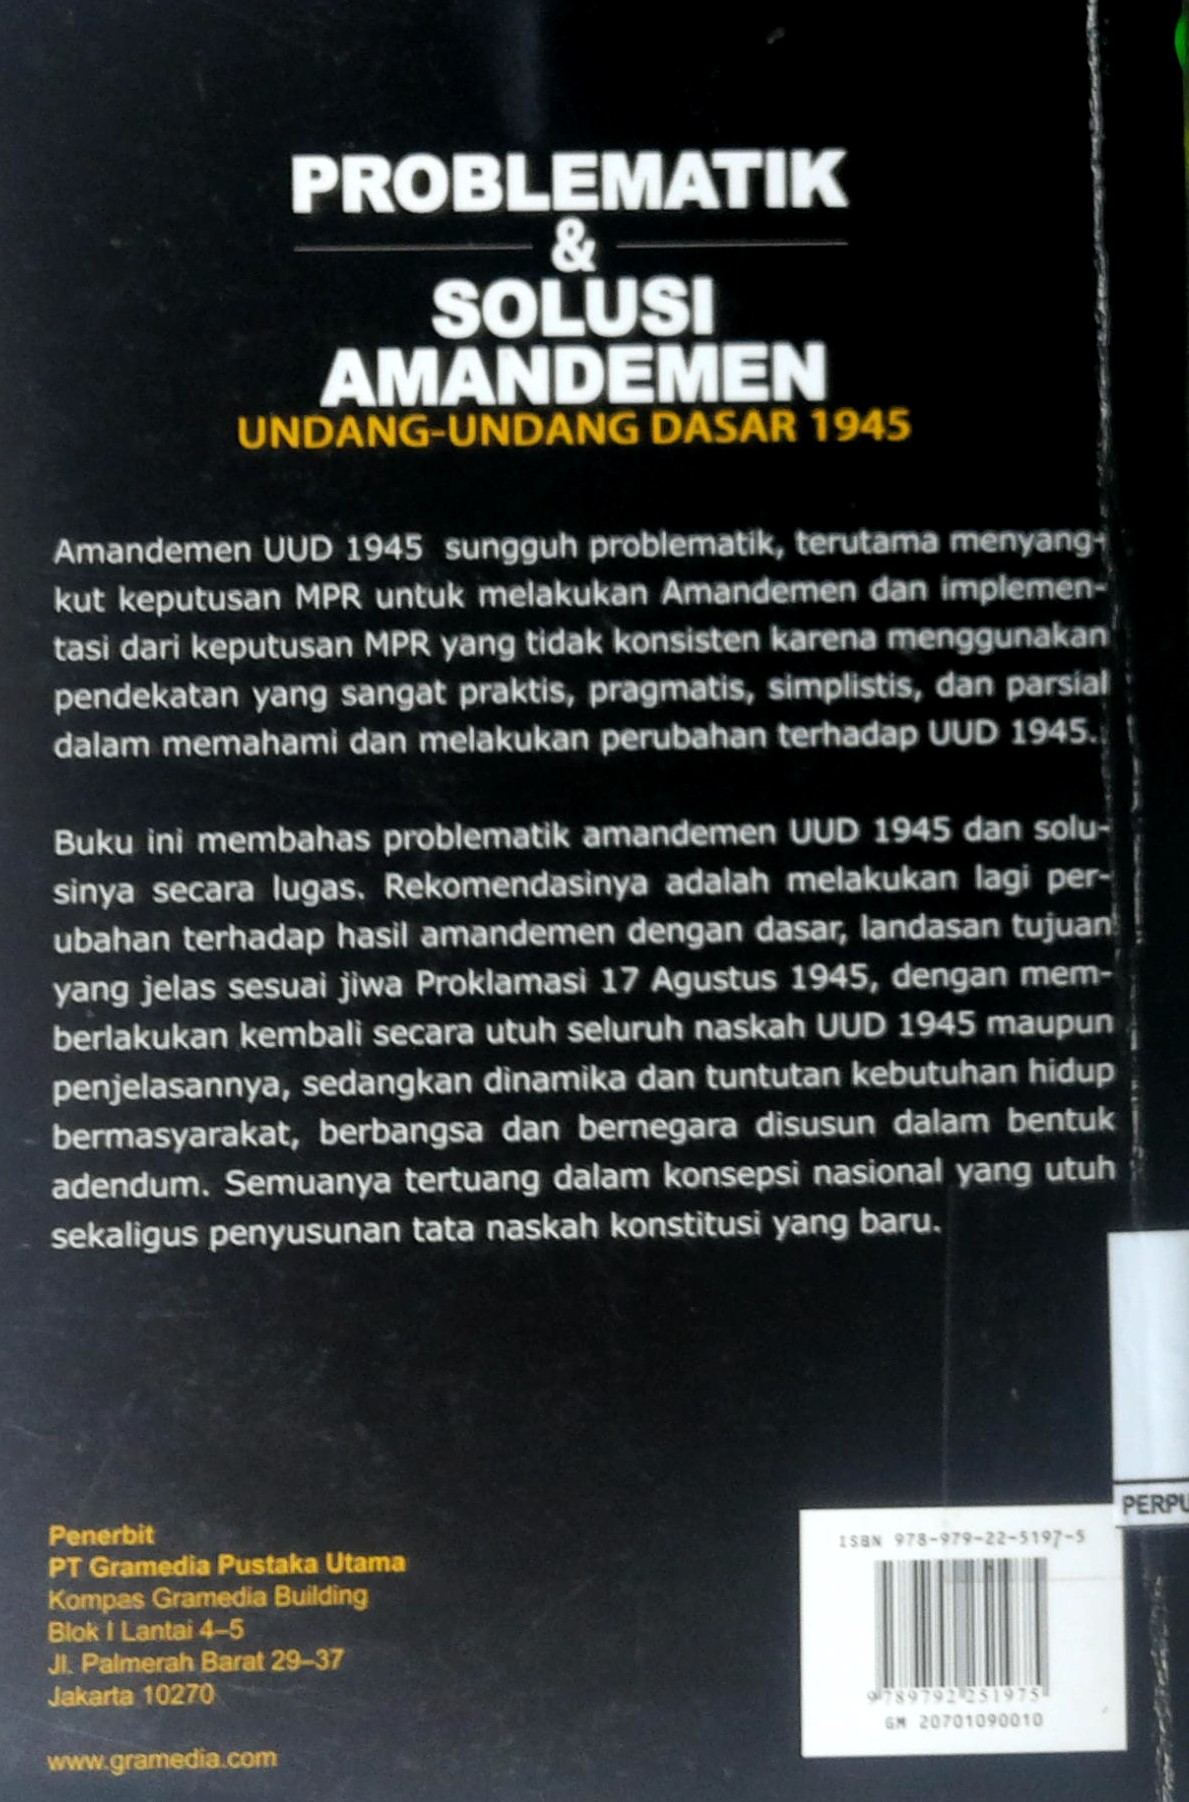 PROBLEMATIK
&
SOLUSI
AMANDEMEN
UNDANG-UNDANG DASAR 1945
Amandemen UUD 1945 sungguh problematik, terutama menyang-
kut keputusan MPR untuk melakukan Amandemen dan implemen-
tasi dari keputusan MPR yang tidak konsisten karena menggunakan
pendekatan yang sangat praktis, pragmatis, simplistis, dan parsial
dalam memahami dan melakukan perubahan terhadap UUD 1945.
Buku ini membahas problematik amandemen UUD 1945 dan solu-
sinya secara lugas. Rekomendasinya adalah melakukan lagi per-
ubahan terhadap hasil amandemen dengan dasar, landasan tujuan
yang jelas sesuai jiwa Proklamasi 17 Agustus 1945, dengan mem-
berlakukan kembali secara utuh seluruh naskah UUD 1945 maupun
penjelasannya, sedangkan dinamika dan tuntutan kebutuhan hidup
bermasyarakat, berbangsa dan bernegara disusun dalam bentuk
adendum. Semuanya tertuang dalam konsepsi nasional yang utuh
sekaligus penyusunan tata naskah konstitusi yang baru.
Penerbit
PT Gramedia Pustaka Utama
Kompas Gramedia Building
Blok I Lantai 4–5
Jl. Palmerah Barat 29–37
Jakarta 10270
www.gramedia.com
PERPU
ISBN 978-979-22-5197-5
9 789792 251975
GM 20701090010